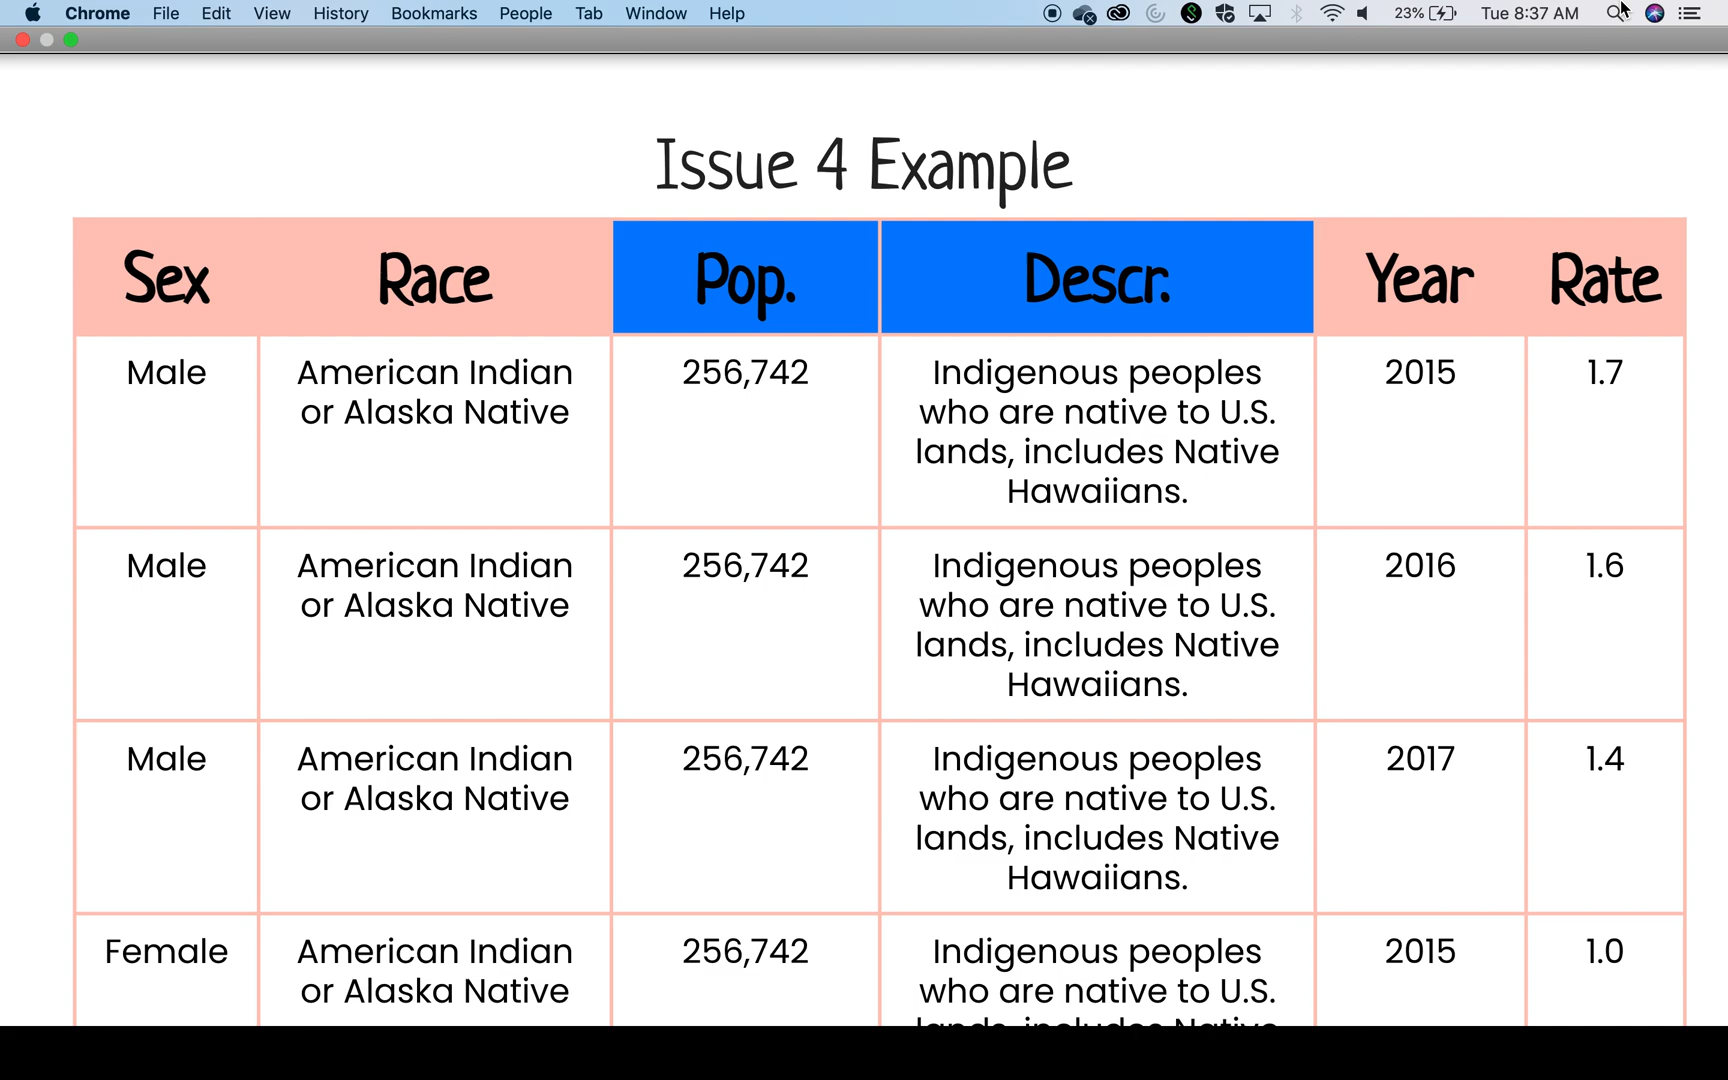 Chrome File Edit View History Bookmarks People Tab Window Help 23% Tue 8:37 AM
Issue 4 Example
Sex Race Pop. Descr. Year Rate
Male American Indian 256,742 Indigenous peoples 2015 1.7
or Alaska Native who are native to U.S.
lands, includes Native
Hawaiians.
Male American Indian 256,742 Indigenous peoples 2016 1.6
or Alaska Native who are native to U.S.
lands, includes Native
Hawaiians.
Male American Indian 256,742 Indigenous peoples 2017 1.4
or Alaska Native who are native to U.S.
lands, includes Native
Hawaiians.
Female American Indian 256,742 Indigenous peoples 2015 1.0
or Alaska Native who are native to U.S.
lands, includes Native